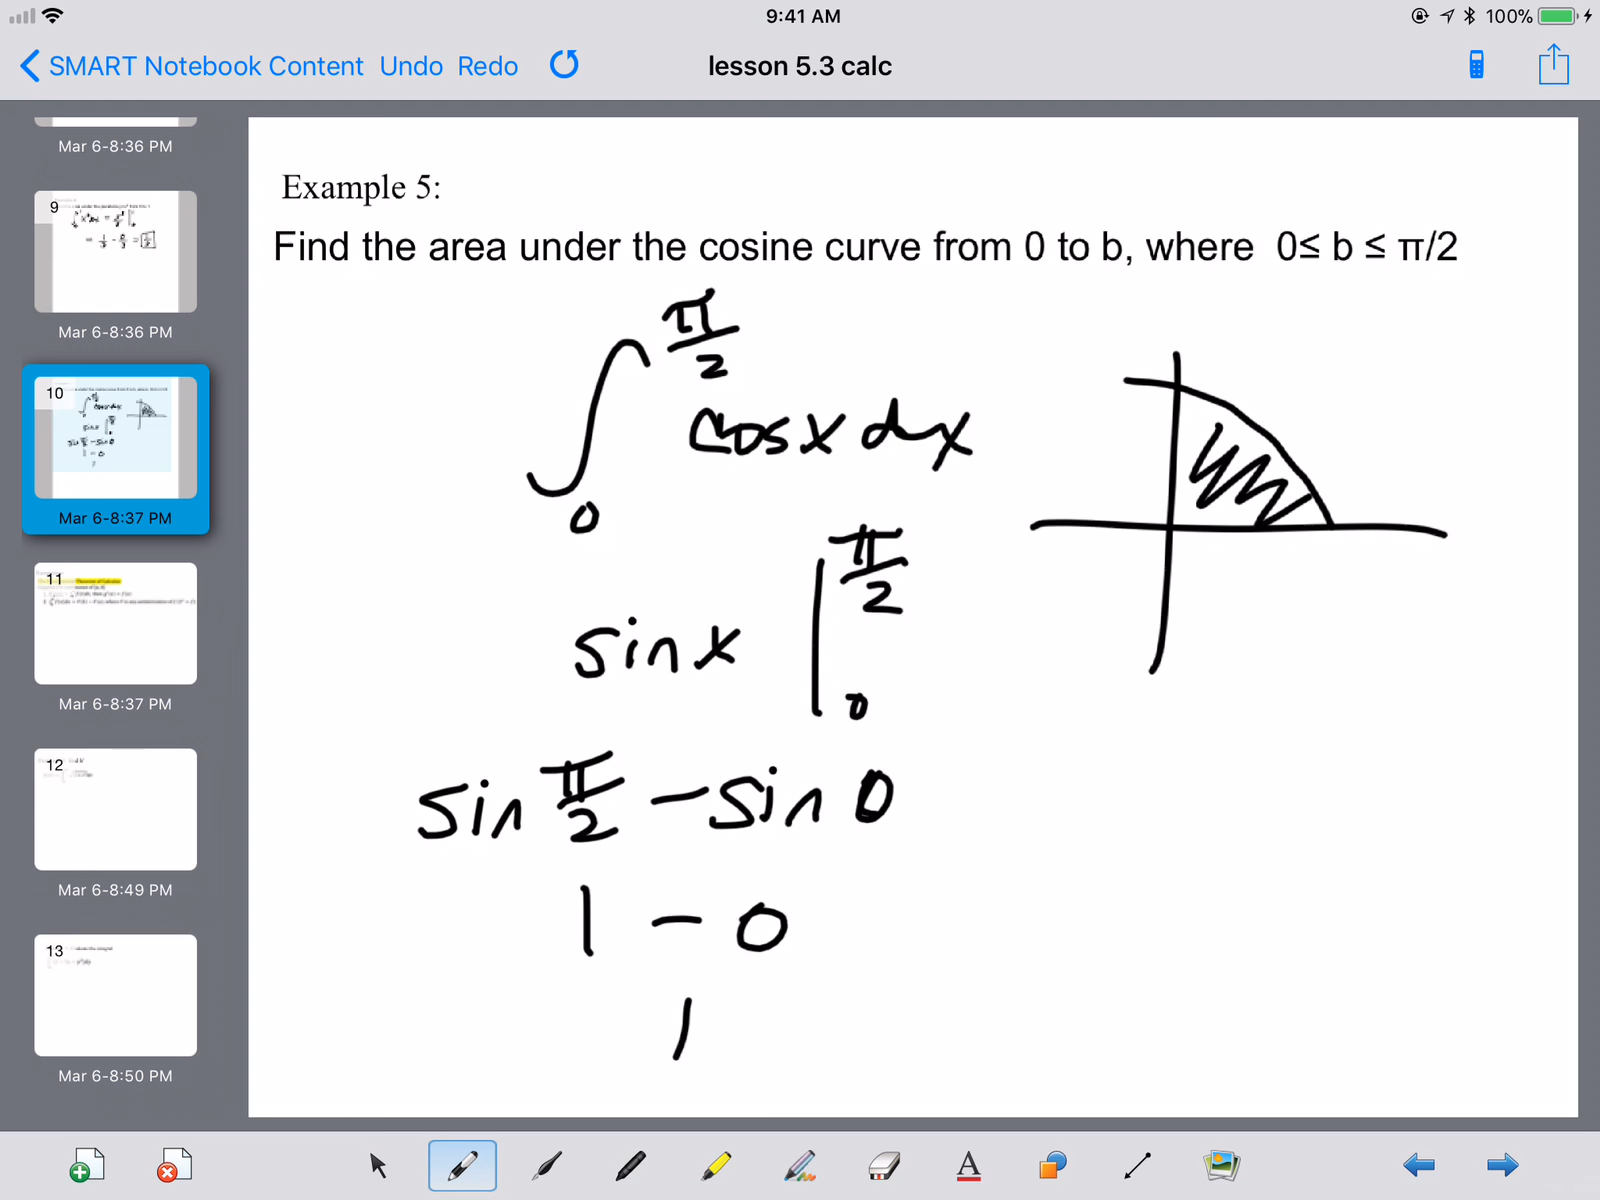 9:41 AM
100%
SMART Notebook Content Undo Redo
lesson 5.3 calc
Mar 6-8:36 PM
9
Mar 6-8:36 PM
10
Mar 6-8:37 PM
11
Mar 6-8:37 PM
12
Mar 6-8:49 PM
13
Mar 6-8:50 PM
Example 5:
Find the area under the cosine curve from 0 to b, where 0≤ b ≤ π/2
∫₀^(π/2) cosx dx
sinx |₀^(π/2)
sin π/2 - sin 0
1 - 0
1
A